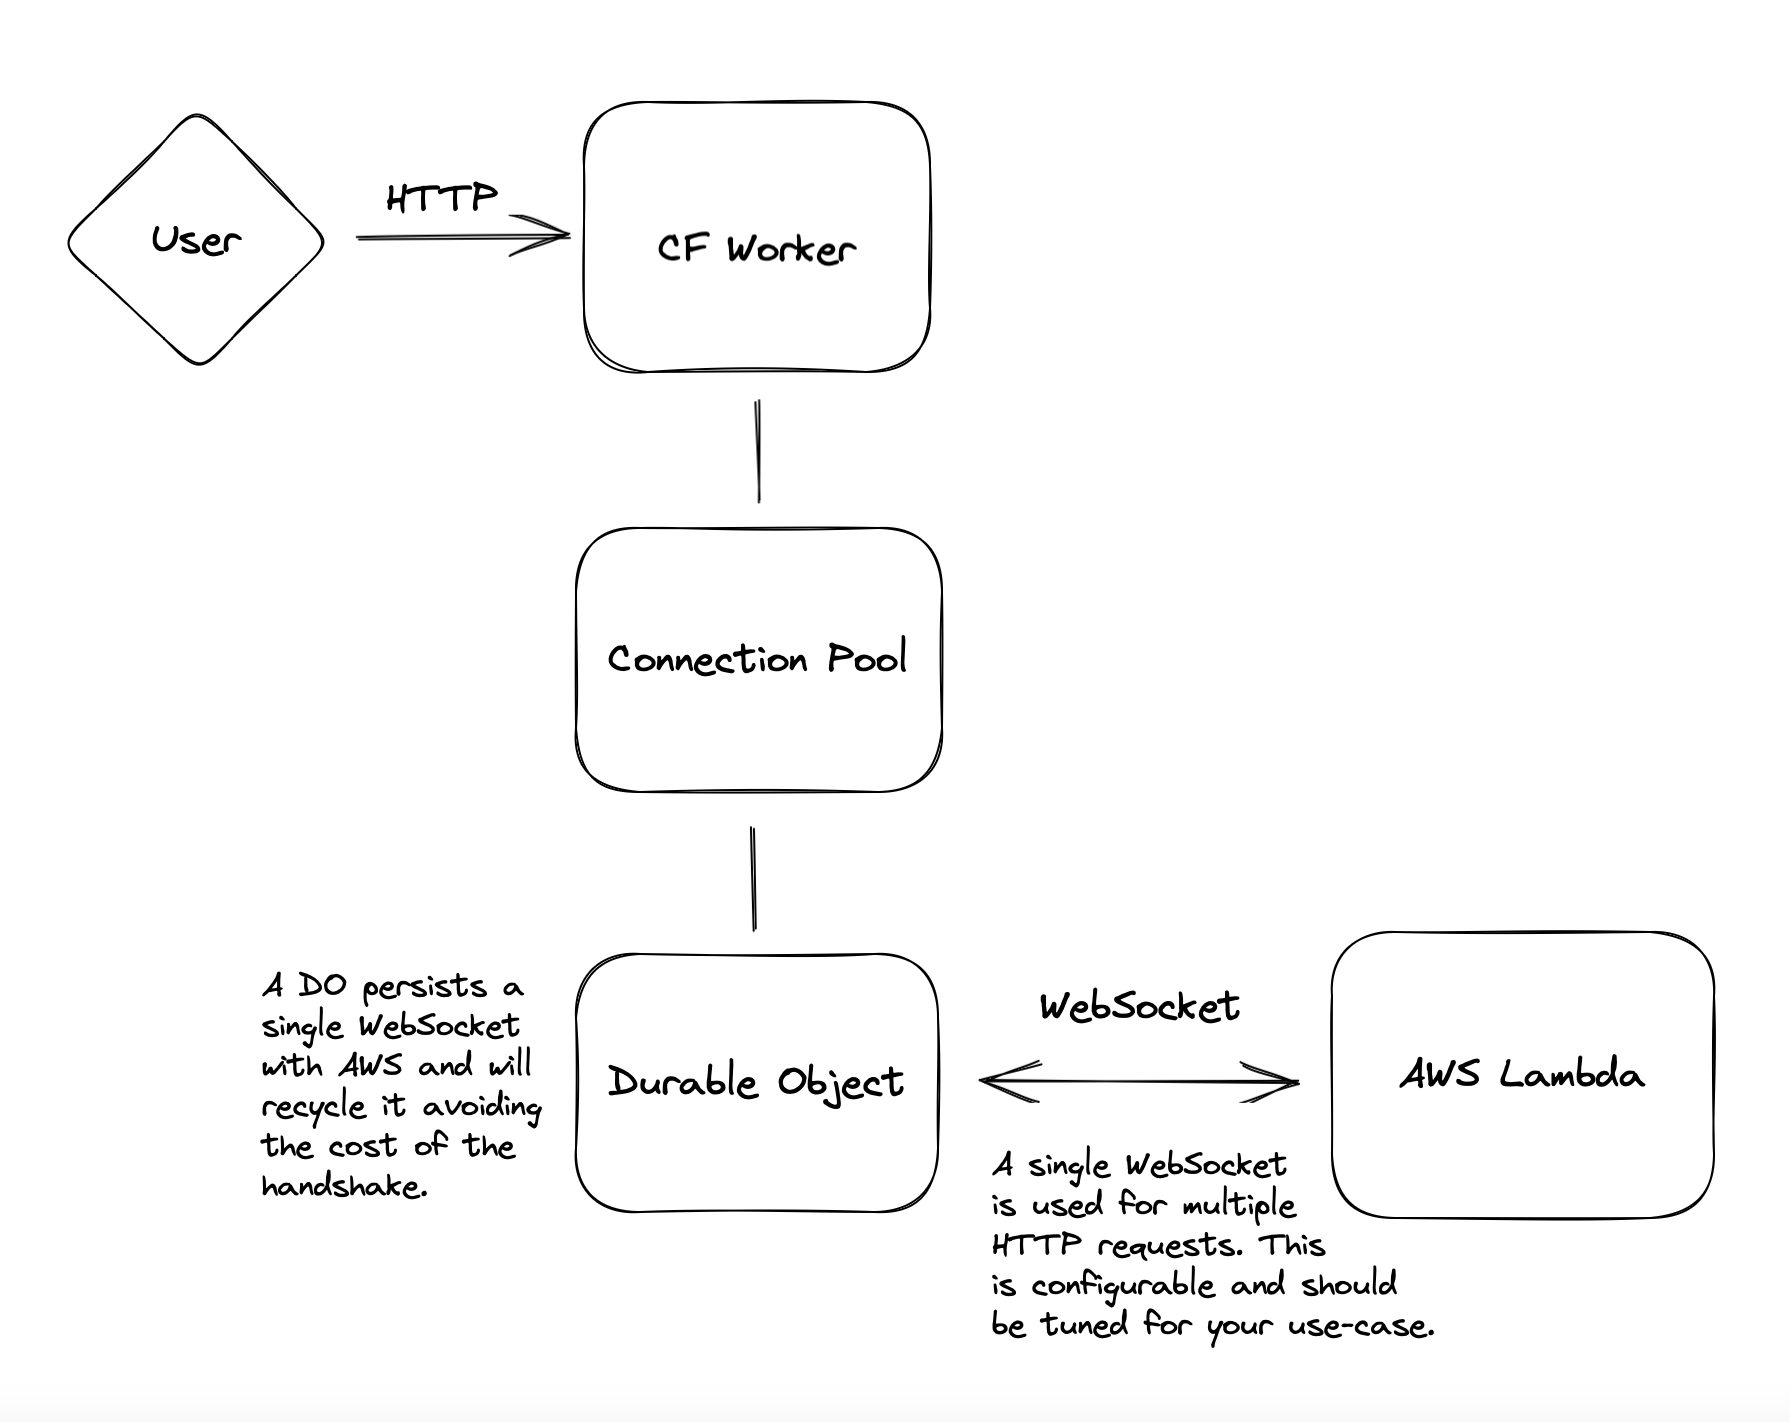 User
HTTP
CF Worker
Connection Pool
A DO persists a
single WebSocket
with AWS and will
recycle it avoiding
the cost of the
handshake.
Durable Object
WebSocket
AWS Lambda
A single WebSocket
is used for multiple
HTTP requests. This
is configurable and should
be tuned for your use-case.